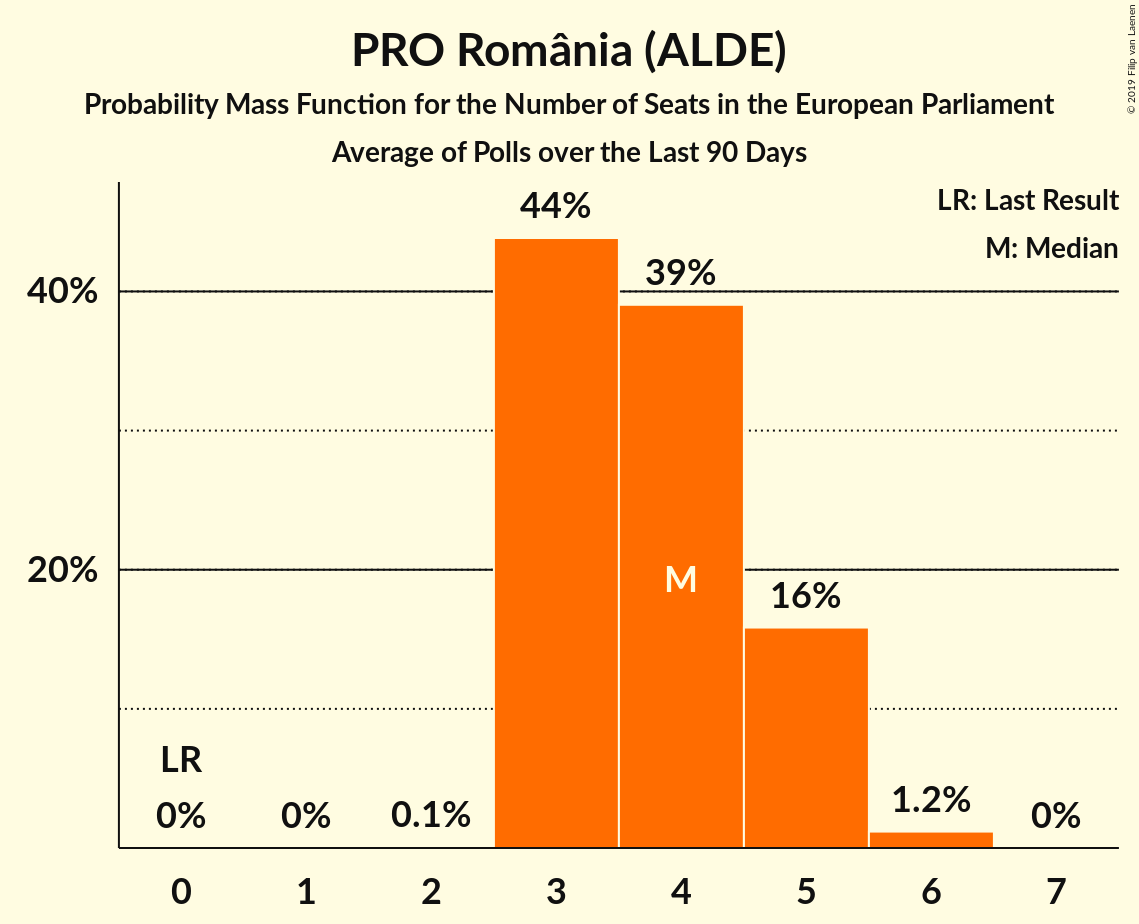 PRO România (ALDE)
Probability Mass Function for the Number of Seats in the European Parliament
Average of Polls over the Last 90 Days
© 2019 Filip van Laenen
LR: Last Result
M: Median
44%
39%
40%
20%
M
16%
LR
0%
0%
0.1%
1.2%
0%
0 1 2 3 4 5 6 7